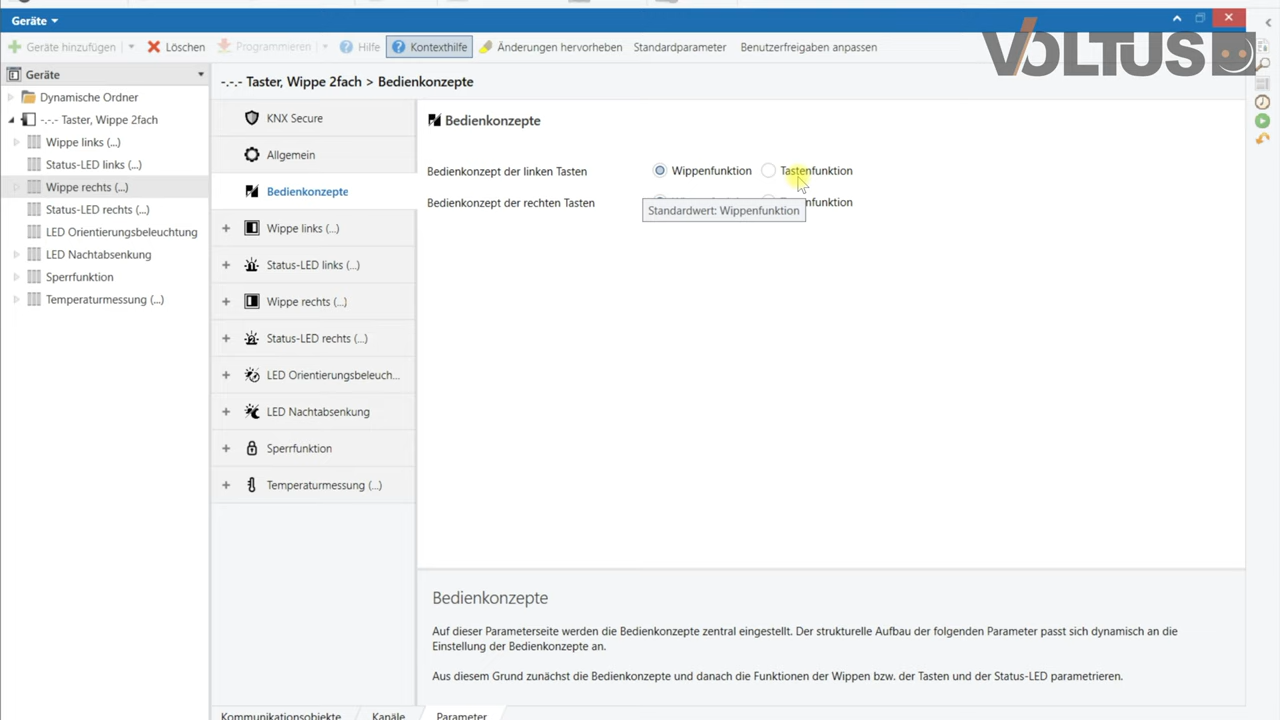 Geräte
Geräte hinzufügen
Löschen
Programmieren
Hilfe
Kontexthilfe
Änderungen hervorheben
Standardparameter
Benutzerfreigaben anpassen
VOLTUS
Geräte
Dynamische Ordner
-.-.- Taster, Wippe 2fach
Wippe links (...)
Status-LED links (...)
Wippe rechts (...)
Status-LED rechts (...)
LED Orientierungsbeleuchtung
LED Nachtabsenkung
Sperrfunktion
Temperaturmessung (...)
-.-.- Taster, Wippe 2fach > Bedienkonzepte
KNX Secure
Allgemein
Bedienkonzepte
Wippe links (...)
Status-LED links (...)
Wippe rechts (...)
Status-LED rechts (...)
LED Orientierungsbeleuch...
LED Nachtabsenkung
Sperrfunktion
Temperaturmessung (...)
Bedienkonzepte
Bedienkonzept der linken Tasten
Wippenfunktion
Tastenfunktion
Bedienkonzept der rechten Tasten
nfunktion
Standardwert: Wippenfunktion
Bedienkonzepte
Auf dieser Parameterseite werden die Bedienkonzepte zentral eingestellt. Der strukturelle Aufbau der folgenden Parameter passt sich dynamisch an die
Einstellung der Bedienkonzepte an.
Aus diesem Grund zunächst die Bedienkonzepte und danach die Funktionen der Wippen bzw. der Tasten und der Status-LED parametrieren.
Kommunikationsobjekte
Kanäle
Parameter